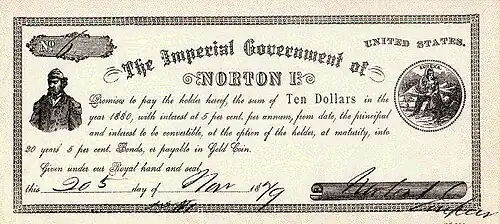 No
UNITED STATES.
The Imperial Government of
NORTON I.
EUREKA
Promises to pay the holder hereof, the sum of Ten Dollars in the
year 1880, with interest at 5 per cent. per annum, from date, the principal
and interest to be convertible, at the option of the holder, at maturity, into
20 years' 5 per cent. Bonds, or payable in Gold Coin.
Given under our Royal hand and seal
this day of Nov 1879
Norton I